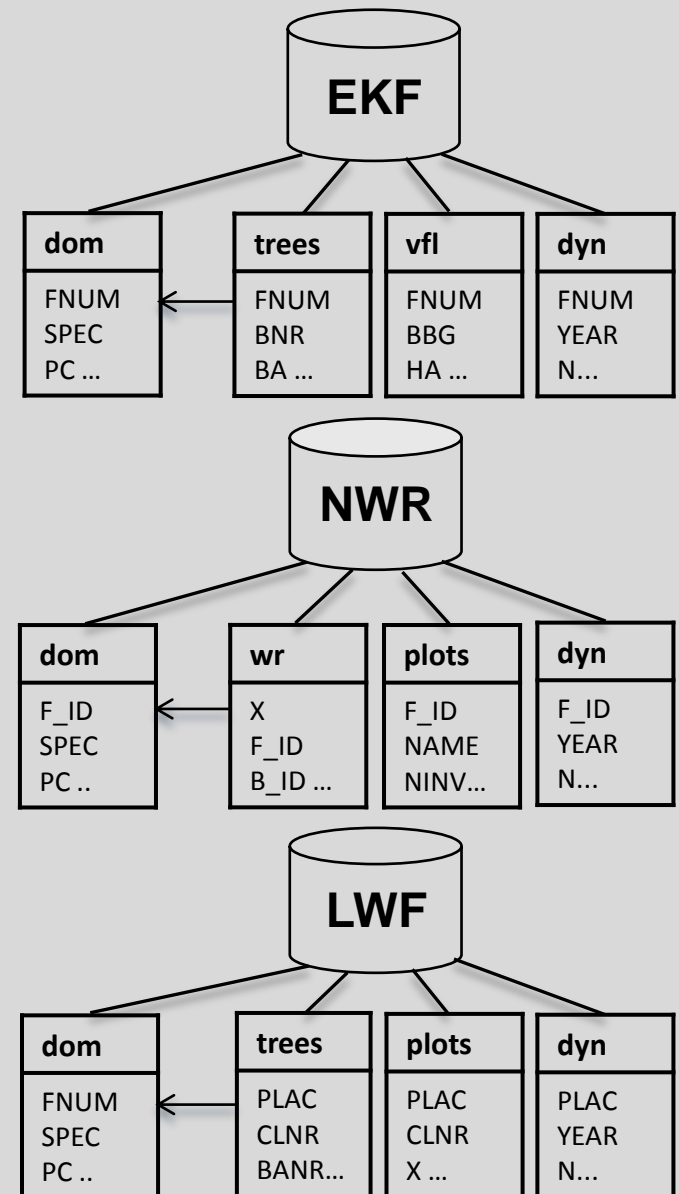 EKF
dom
FNUM
SPEC
PC ...
trees
FNUM
BNR
BA ...
vfl
FNUM
BBG
HA ...
dyn
FNUM
YEAR
N...
NWR
dom
F_ID
SPEC
PC ..
wr
X
F_ID
B_ID ...
plots
F_ID
NAME
NINV...
dyn
F_ID
YEAR
N...
LWF
dom
FNUM
SPEC
PC ..
trees
PLAC
CLNR
BANR...
plots
PLAC
CLNR
X ...
dyn
PLAC
YEAR
N...